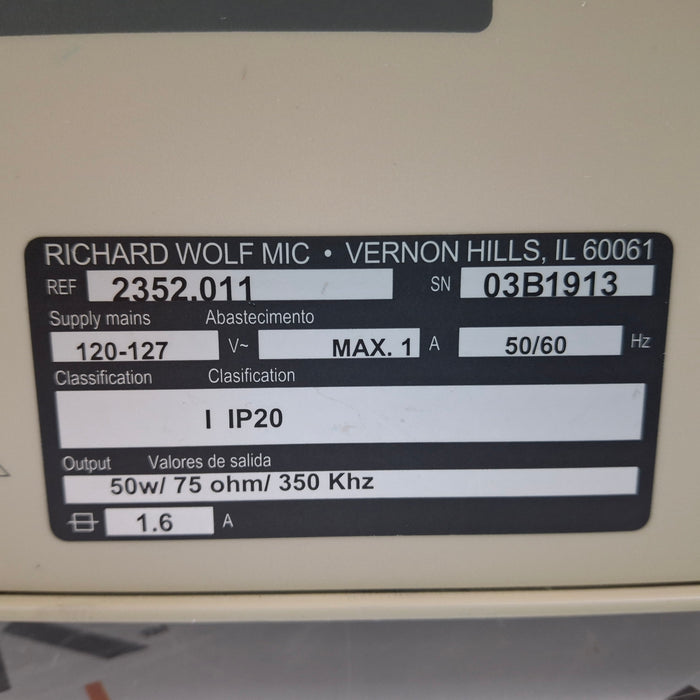 RICHARD WOLF MIC • VERNON HILLS, IL 60061
REF 2352.011 SN 03B1913
Supply mains Abastecimento
120-127 V~ MAX. 1 A 50/60 Hz
Classification Clasification
I IP20
Output Valores de salida
50w/ 75 ohm/ 350 Khz
1.6 A